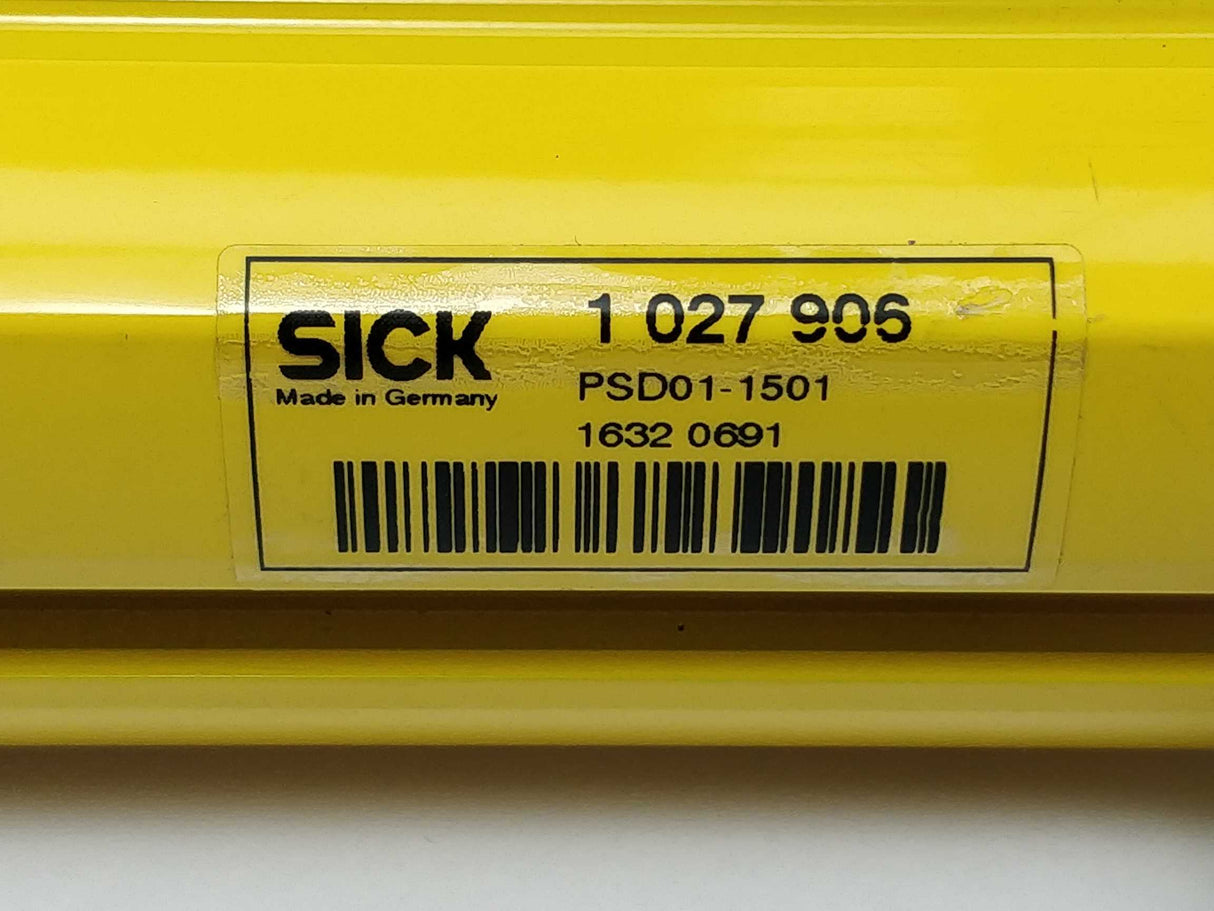 SICK
Made in Germany
1 027 906
PSD01-1501
1632 0691